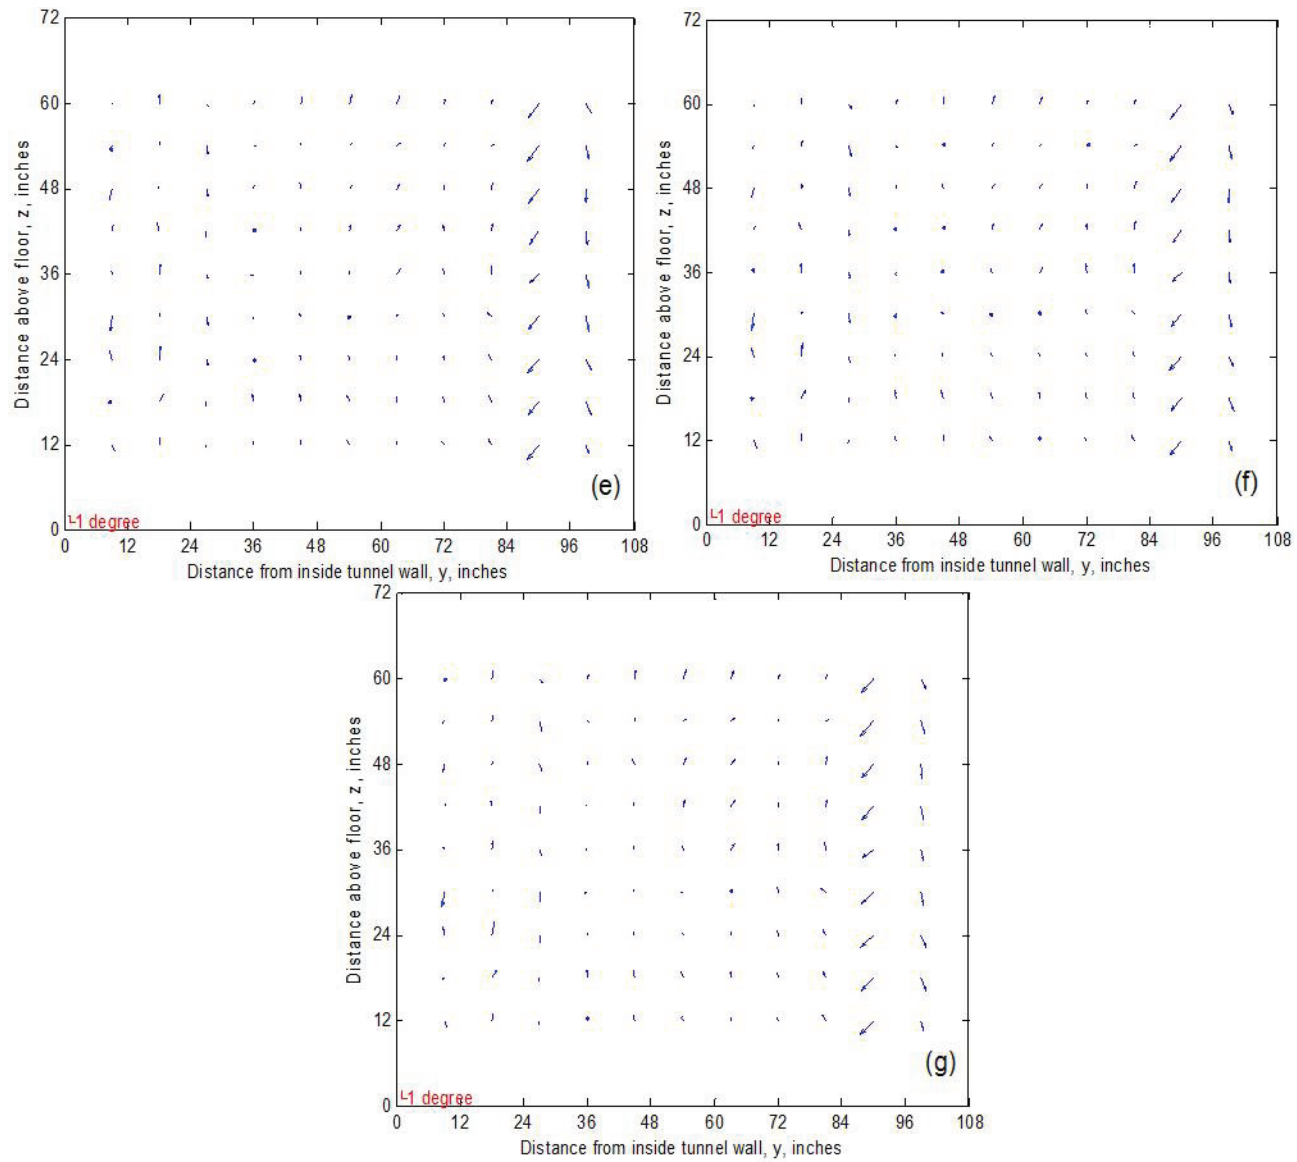 72
60
48
36
24
12
0
Distance above floor, z, inches
(e)
└1 degree
0 12 24 36 48 60 72 84 96 108
Distance from inside tunnel wall, y, inches
72
60
48
36
24
12
0
Distance above floor, z, inches
(f)
└1 degree
0 12 24 36 48 60 72 84 96 108
Distance from inside tunnel wall, y, inches
72
60
48
36
24
12
0
Distance above floor, z, inches
(g)
└1 degree
0 12 24 36 48 60 72 84 96 108
Distance from inside tunnel wall, y, inches